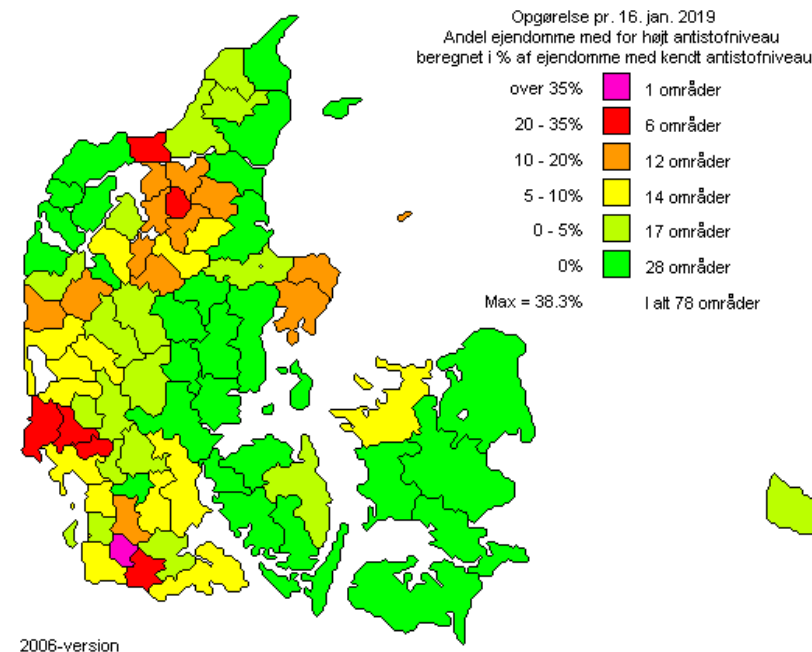 Opgørelse pr. 16. jan. 2019
Andel ejendomme med for højt antistofniveau
beregnet i % af ejendomme med kendt antistofniveau
over 35% 1 områder
20 - 35% 6 områder
10 - 20% 12 områder
5 - 10% 14 områder
0 - 5% 17 områder
0% 28 områder
Max = 38.3% I alt 78 områder
2006-version